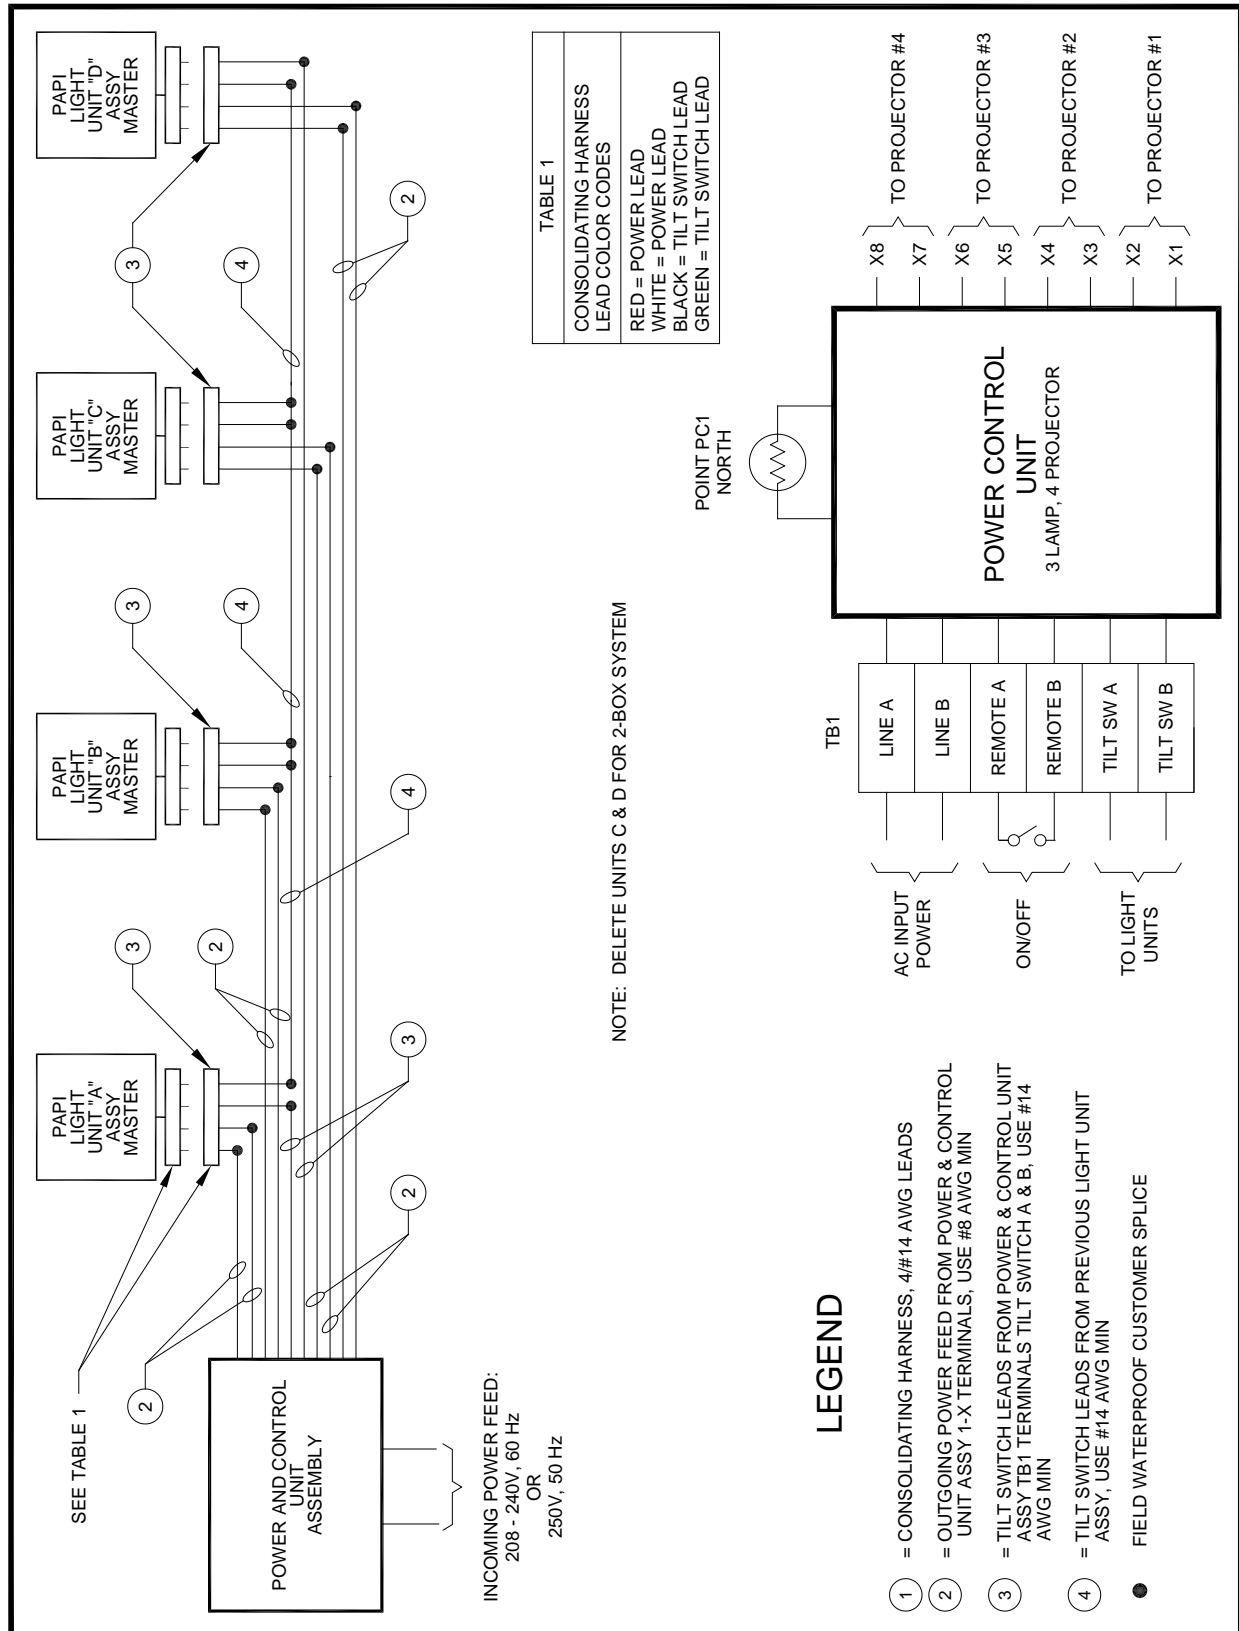 SEE TABLE 1
PAPI
LIGHT
UNIT "A"
ASSY
MASTER
PAPI
LIGHT
UNIT "B"
ASSY
MASTER
PAPI
LIGHT
UNIT "C"
ASSY
MASTER
PAPI
LIGHT
UNIT "D"
ASSY
MASTER
3
3
3
2
2
4
4
POWER AND CONTROL
UNIT
ASSEMBLY
2
3
4
2
INCOMING POWER FEED:
208 - 240V, 60 Hz
OR
250V, 50 Hz
NOTE: DELETE UNITS C & D FOR 2-BOX SYSTEM
TABLE 1
CONSOLIDATING HARNESS
LEAD COLOR CODES
RED = POWER LEAD
WHITE = POWER LEAD
BLACK = TILT SWITCH LEAD
GREEN = TILT SWITCH LEAD
LEGEND
1 = CONSOLIDATING HARNESS, 4/#14 AWG LEADS
2 = OUTGOING POWER FEED FROM POWER & CONTROL
UNIT ASSY 1-X TERMINALS, USE #8 AWG MIN
3 = TILT SWITCH LEADS FROM POWER & CONTROL UNIT
ASSY TB1 TERMINALS TILT SWITCH A & B, USE #14
AWG MIN
4 = TILT SWITCH LEADS FROM PREVIOUS LIGHT UNIT
ASSY, USE #14 AWG MIN
FIELD WATERPROOF CUSTOMER SPLICE
POINT PC1
NORTH
TB1
AC INPUT
POWER
ON/OFF
TO LIGHT
UNITS
LINE A
LINE B
REMOTE A
REMOTE B
TILT SW A
TILT SW B
POWER CONTROL
UNIT
3 LAMP, 4 PROJECTOR
X8
X7
X6
X5
X4
X3
X2
X1
TO PROJECTOR #4
TO PROJECTOR #3
TO PROJECTOR #2
TO PROJECTOR #1